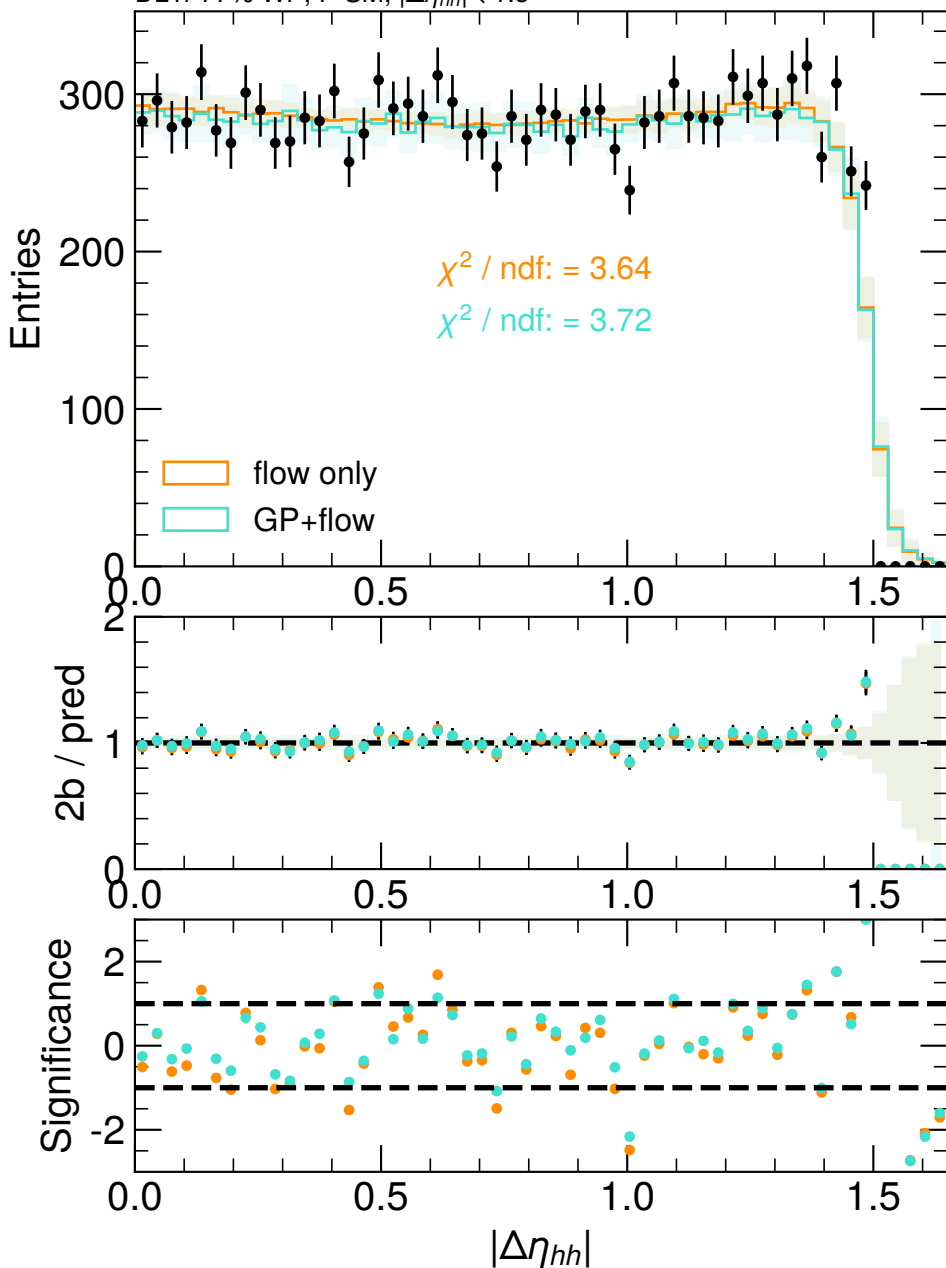 300
200
100
0
Entries
χ² / ndf: = 3.64
χ² / ndf: = 3.72
flow only
GP+flow
0.0 0.5 1.0 1.5
2
1
0
2b / pred
0.0 0.5 1.0 1.5
2
0
-2
Significance
0.0 0.5 1.0 1.5
|Δη_hh|